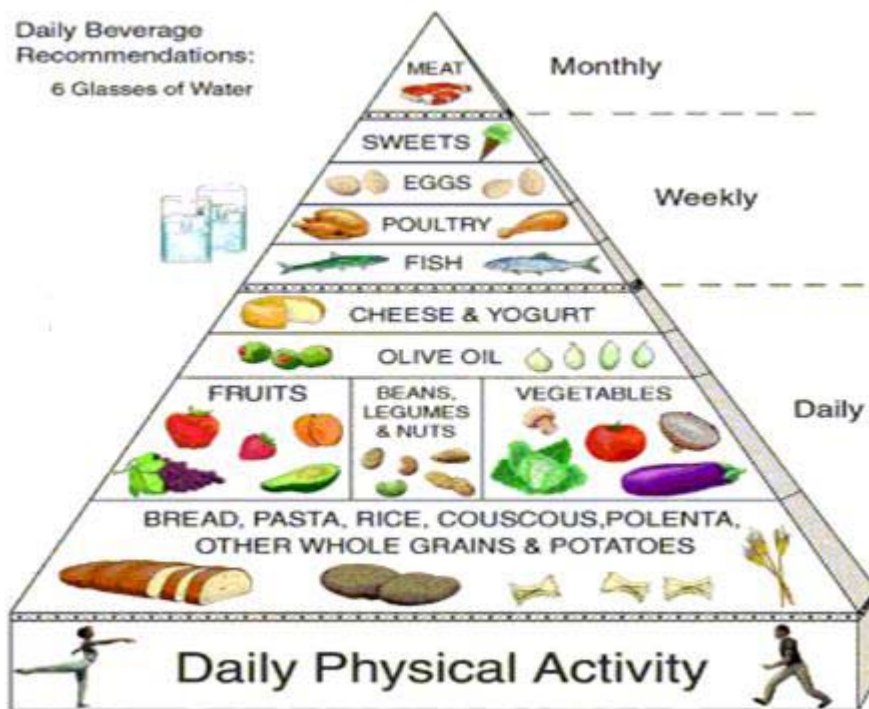 Daily Beverage
Recommendations:
6 Glasses of Water
MEAT
Monthly
SWEETS
EGGS
POULTRY
FISH
Weekly
CHEESE & YOGURT
OLIVE OIL
FRUITS
BEANS,
LEGUMES
& NUTS
VEGETABLES
Daily
BREAD, PASTA, RICE, COUSCOUS,POLENTA,
OTHER WHOLE GRAINS & POTATOES
Daily Physical Activity